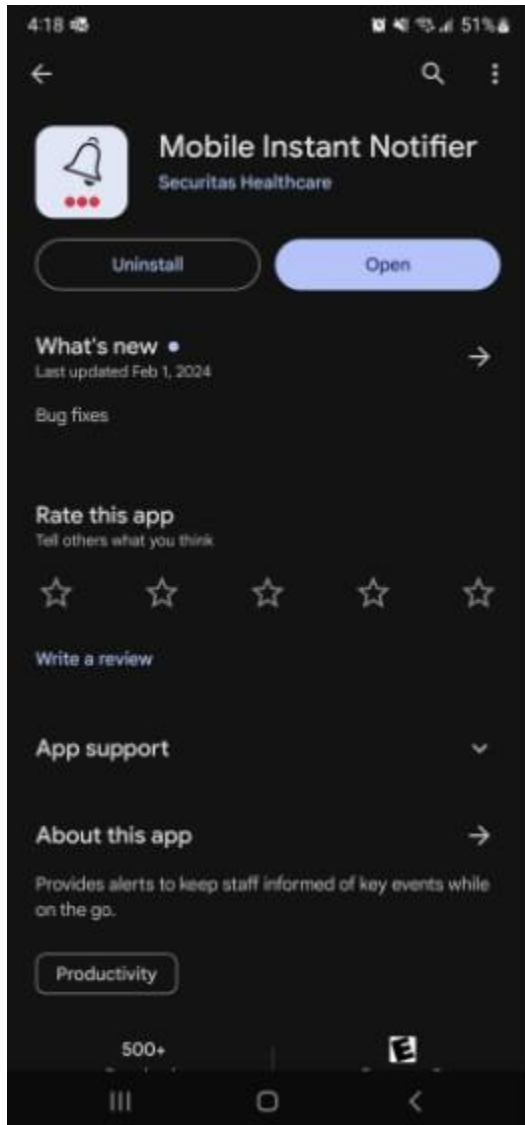 4:18
51%
Mobile Instant Notifier
Securitas Healthcare
Uninstall
Open
What's new •
Last updated Feb 1, 2024
Bug fixes
Rate this app
Tell others what you think
Write a review
App support
About this app
Provides alerts to keep staff informed of key events while
on the go.
Productivity
500+
E